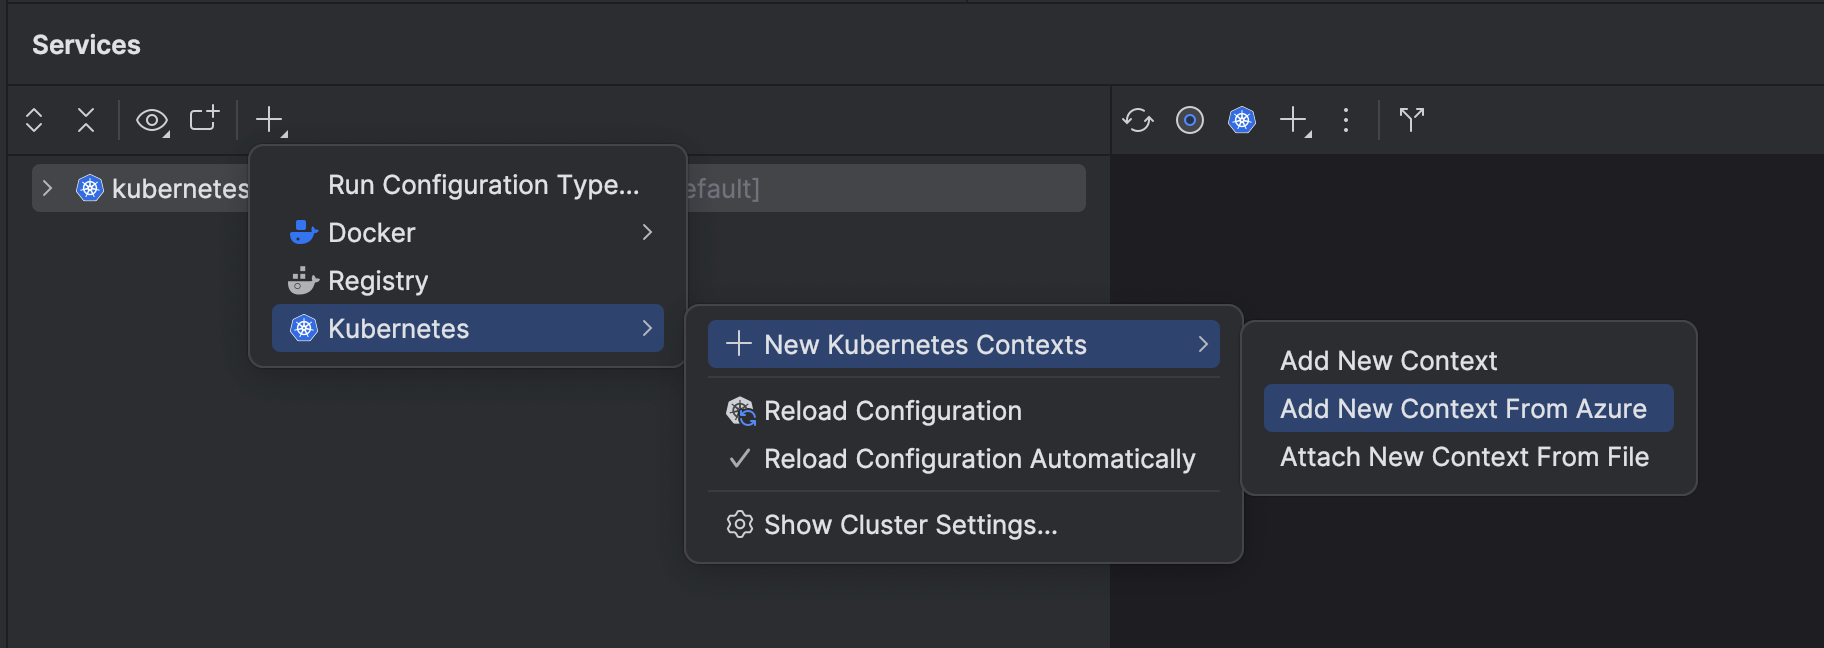 Services
kubernetes
Run Configuration Type...
Docker
Registry
Kubernetes
New Kubernetes Contexts
Reload Configuration
Reload Configuration Automatically
Show Cluster Settings...
Add New Context
Add New Context From Azure
Attach New Context From File